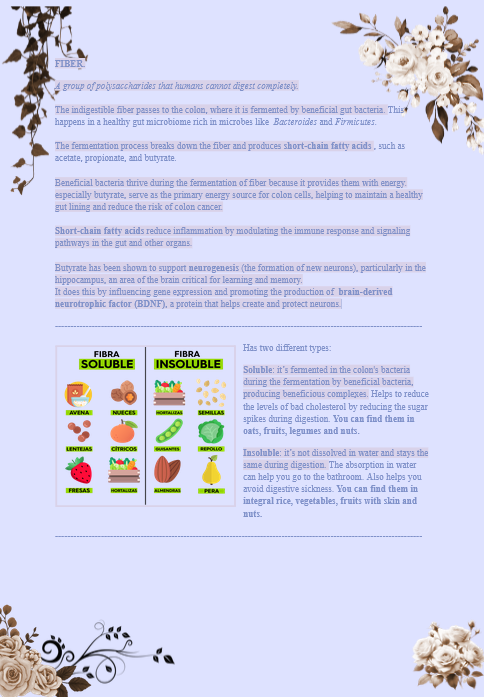 FIBER.
A group of polysaccharides that humans cannot digest completely.
The indigestible fiber passes to the colon, where it is fermented by beneficial gut bacteria. This
happens in a healthy gut microbiome rich in microbes like Bacteroides and Firmicutes.
The fermentation process breaks down the fiber and produces short-chain fatty acids , such as
acetate, propionate, and butyrate.
Beneficial bacteria thrive during the fermentation of fiber because it provides them with energy.
especially butyrate, serve as the primary energy source for colon cells, helping to maintain a healthy
gut lining and reduce the risk of colon cancer.
Short-chain fatty acids reduce inflammation by modulating the immune response and signaling
pathways in the gut and other organs.
Butyrate has been shown to support neurogenesis (the formation of new neurons), particularly in the
hippocampus, an area of the brain critical for learning and memory.
It does this by influencing gene expression and promoting the production of brain-derived
neurotrophic factor (BDNF), a protein that helps create and protect neurons.
FIBRA
SOLUBLE
AVENA
NUECES
LENTEJAS
CÍTRICOS
FRESAS
HORTALIZAS
FIBRA
INSOLUBLE
HORTALIZAS
SEMILLAS
GUISANTES
REPOLLO
ALMENDRAS
PERA
Has two different types:
Soluble: it's fermented in the colon's bacteria
during the fermentation by beneficial bacteria,
producing beneficious complexes. Helps to reduce
the levels of bad cholesterol by reducing the sugar
spikes during digestion. You can find them in
oats, fruits, legumes and nuts.
Insoluble: it's not dissolved in water and stays the
same during digestion. The absorption in water
can help you go to the bathroom. Also helps you
avoid digestive sickness. You can find them in
integral rice, vegetables, fruits with skin and
nuts.